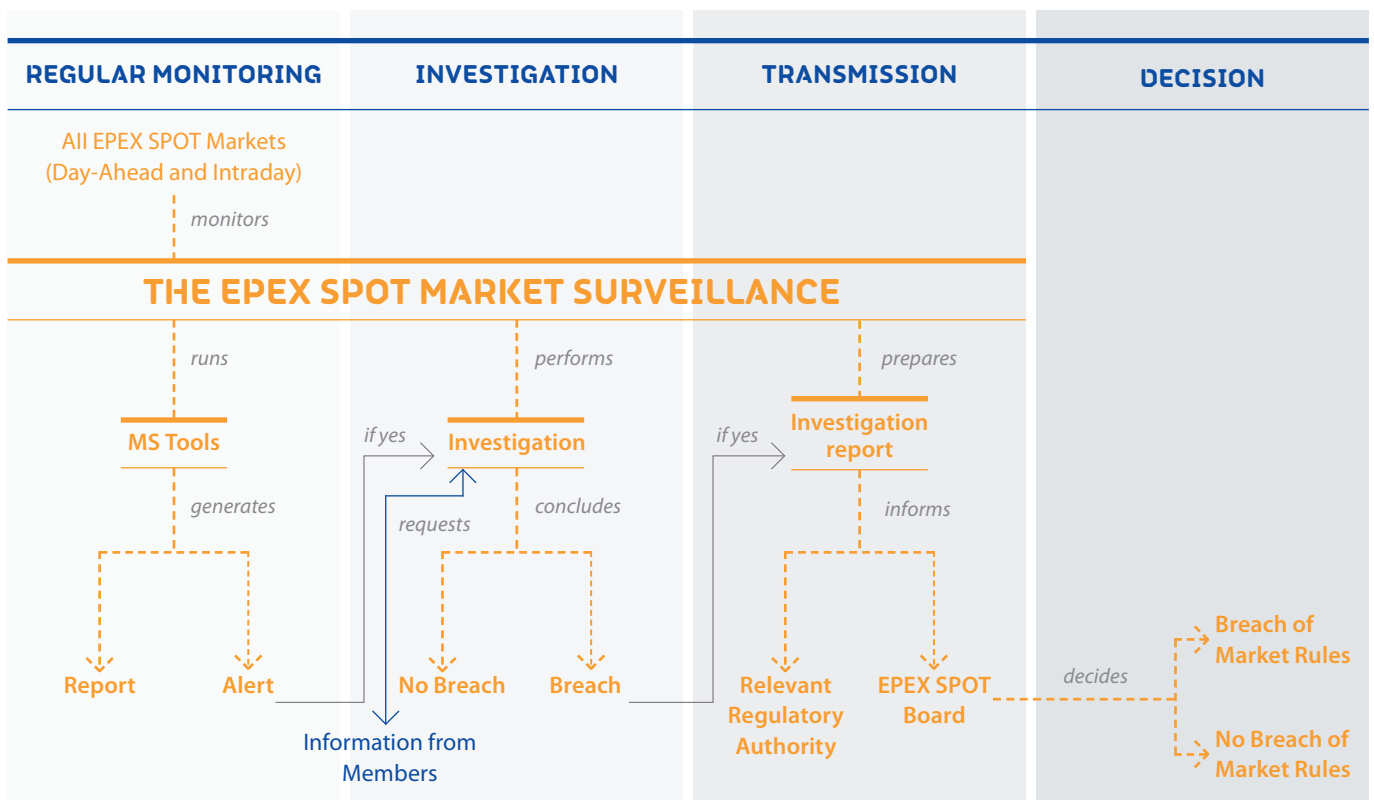 REGULAR MONITORING
INVESTIGATION
TRANSMISSION
DECISION
All EPEX SPOT Markets
(Day-Ahead and Intraday)
monitors
THE EPEX SPOT MARKET SURVEILLANCE
runs
performs
prepares
MS Tools
if yes
Investigation
if yes
Investigation
report
generates
requests
concludes
informs
Report
Alert
No Breach
Breach
Relevant
Regulatory
Authority
EPEX SPOT
Board
decides
Breach of
Market Rules
No Breach of
Market Rules
Information from
Members